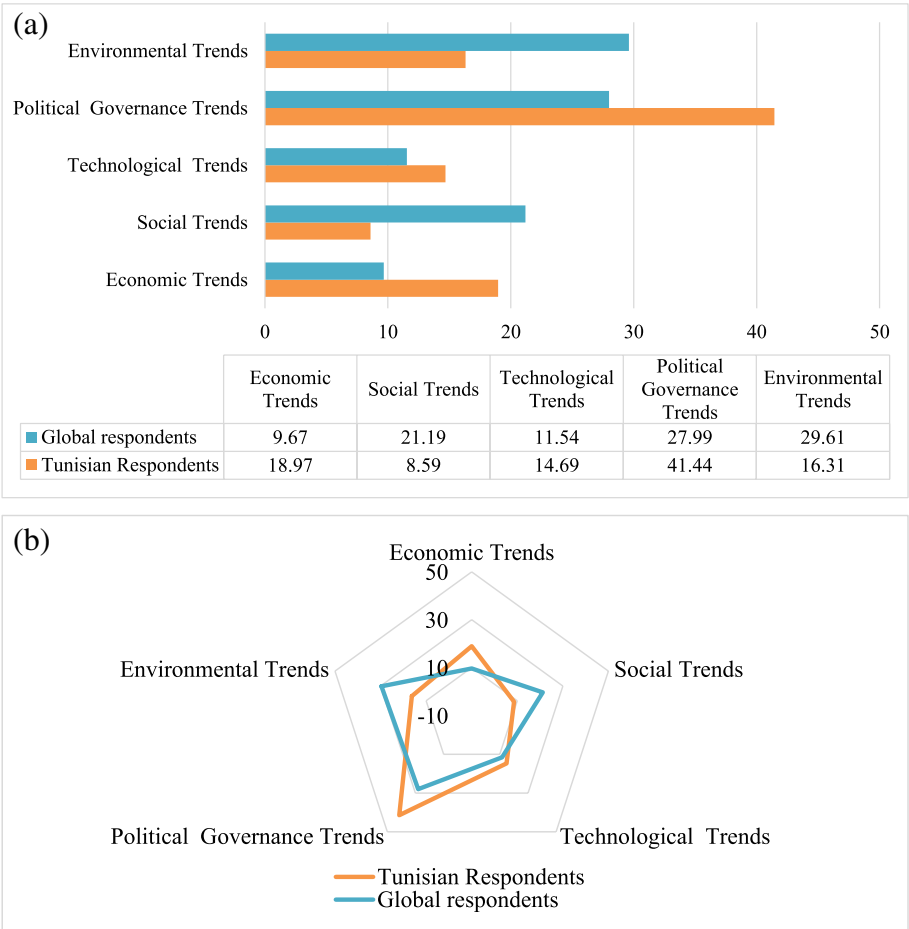 (a)
Environmental Trends
Political Governance Trends
Technological Trends
Social Trends
Economic Trends
0 10 20 30 40 50
Economic Trends Social Trends Technological Trends Political Governance Trends Environmental Trends
Global respondents 9.67 21.19 11.54 27.99 29.61
Tunisian Respondents 18.97 8.59 14.69 41.44 16.31
(b)
Economic Trends
50
30
Environmental Trends 10 Social Trends
-10
Political Governance Trends Technological Trends
Tunisian Respondents
Global respondents